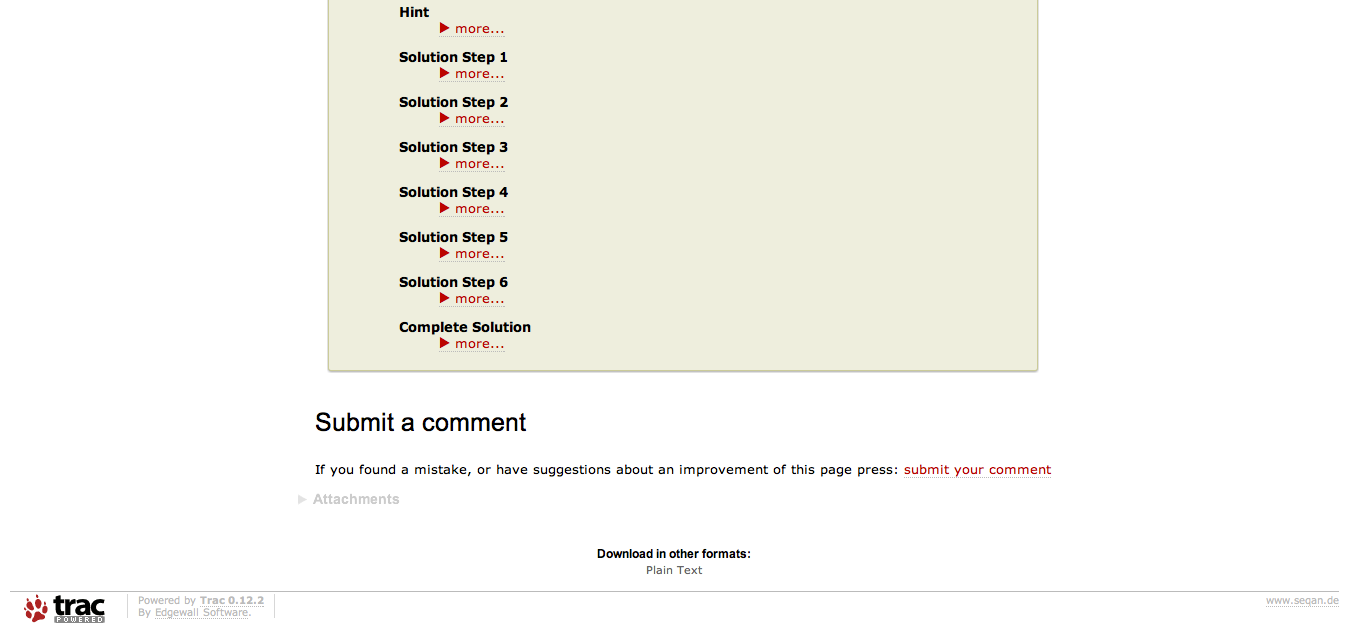 Hint
more...
Solution Step 1
more...
Solution Step 2
more...
Solution Step 3
more...
Solution Step 4
more...
Solution Step 5
more...
Solution Step 6
more...
Complete Solution
more...
Submit a comment
If you found a mistake, or have suggestions about an improvement of this page press: submit your comment
Attachments
Download in other formats:
Plain Text
trac
POWERED
Powered by Trac 0.12.2
By Edgewall Software.
www.seqan.de